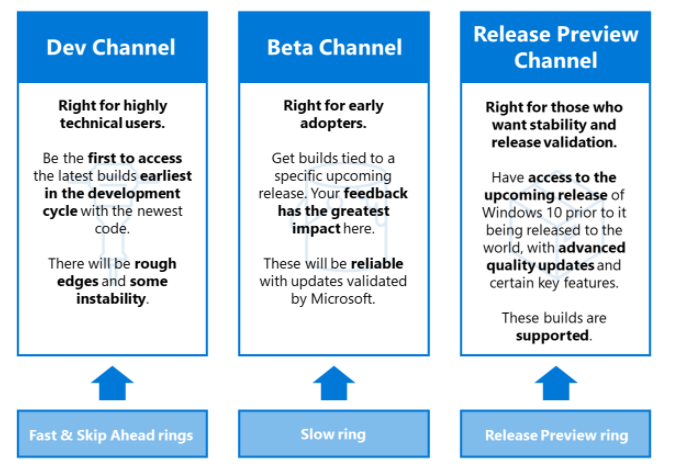 Dev Channel
Right for highly
technical users.
Be the first to access
the latest builds earliest
in the development
cycle with the newest
code.
There will be rough
edges and some
instability.
Fast & Skip Ahead rings
Beta Channel
Right for early
adopters.
Get builds tied to a
specific upcoming
release. Your feedback
has the greatest
impact here.
These will be reliable
with updates validated
by Microsoft.
Slow ring
Release Preview
Channel
Right for those who
want stability and
release validation.
Have access to the
upcoming release of
Windows 10 prior to it
being released to the
world, with advanced
quality updates and
certain key features.
These builds are
supported.
Release Preview ring